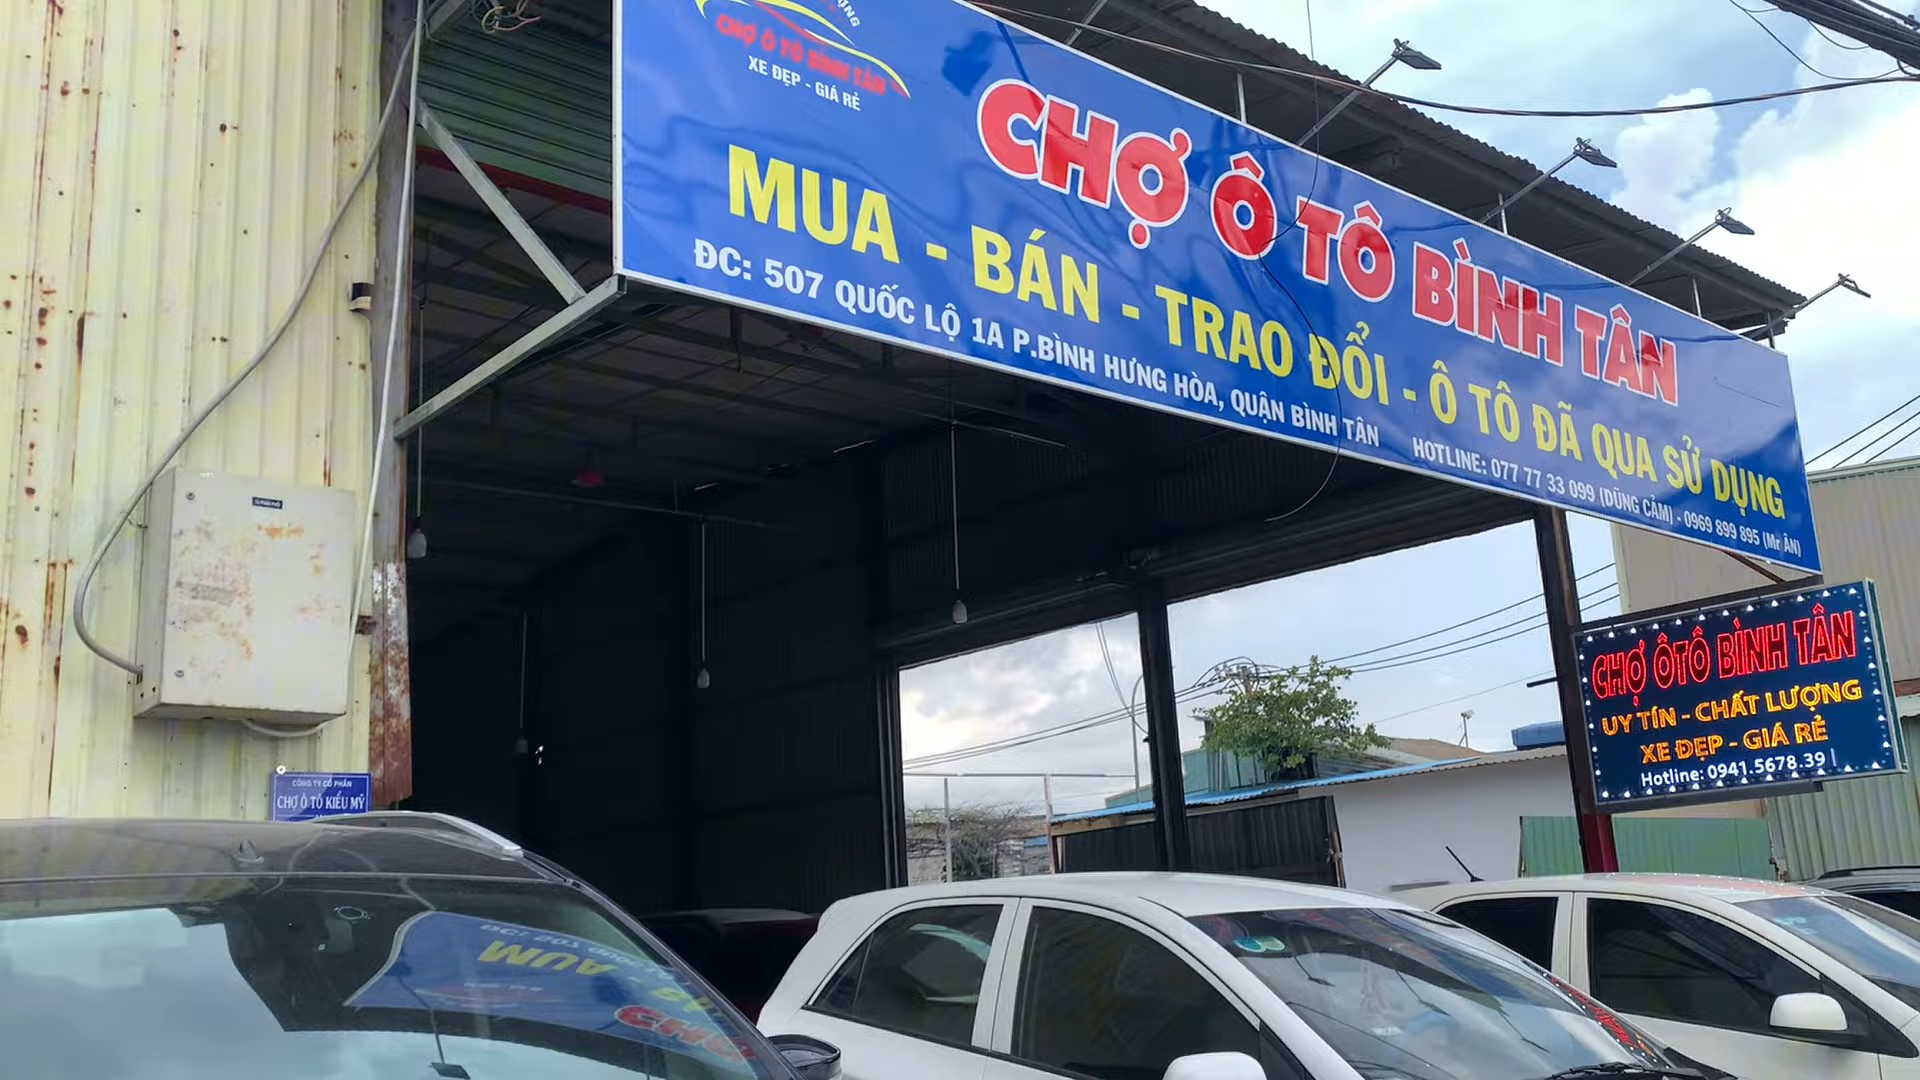 CHỢ Ô TÔ BÌNH TÂN
XE ĐẸP - GIÁ RẺ
CHỢ Ô TÔ BÌNH TÂN
MUA - BÁN - TRAO ĐỔI - Ô TÔ ĐÃ QUA SỬ DỤNG
ĐC: 507 QUỐC LỘ 1A P.BÌNH HƯNG HÒA, QUẬN BÌNH TÂN
HOTLINE: 077 77 33 099 (DŨNG CẢM) - 0969 899 895 (Mr ÂN)
CHỢ ÔTÔ BÌNH TÂN
UY TÍN - CHẤT LƯỢNG
XE ĐẸP - GIÁ RẺ
Hotline: 0941.5678.39
CÔNG TY CỔ PHẦN
CHỢ Ô TÔ KIỀU MỸ